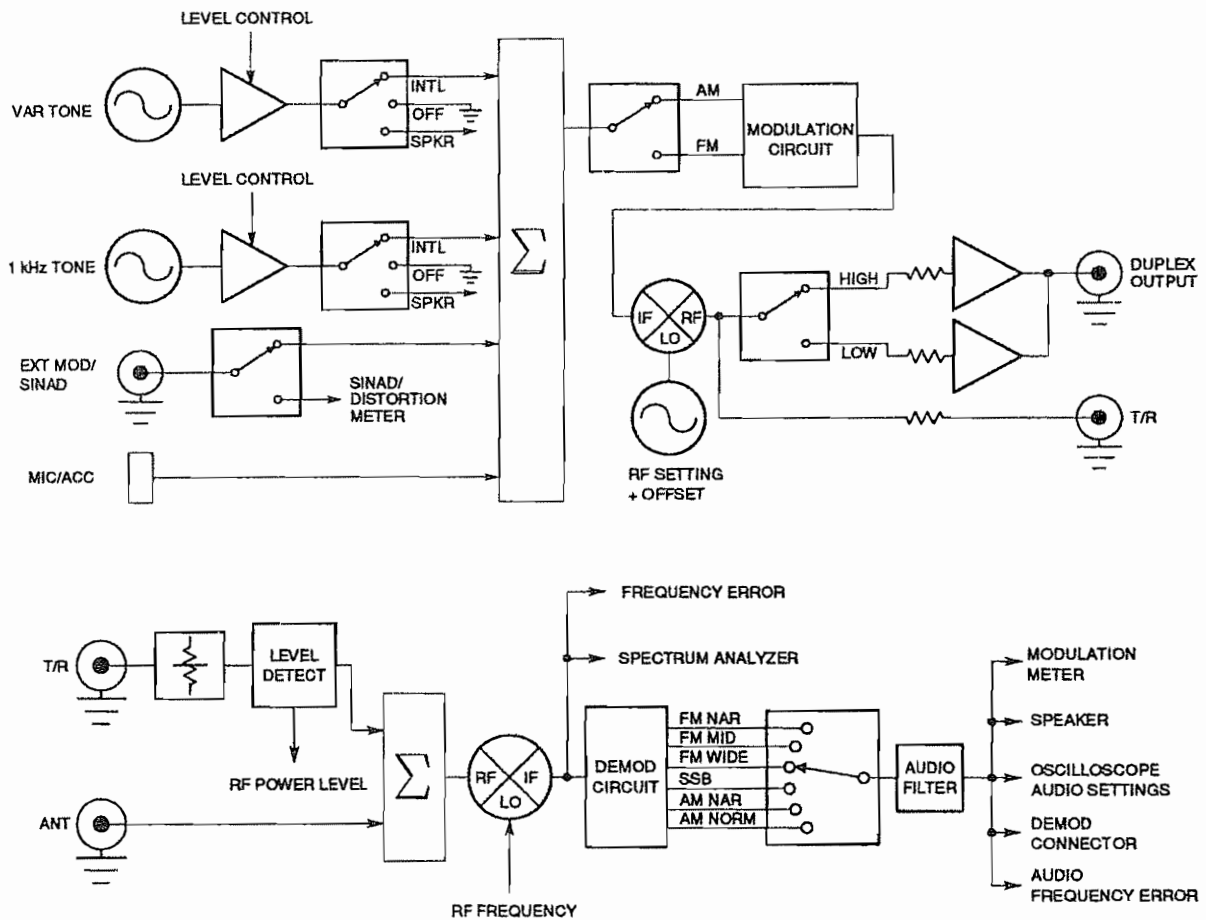 LEVEL CONTROL
VAR TONE
INTL
OFF
SPKR
LEVEL CONTROL
1 kHz TONE
INTL
OFF
SPKR
EXT MOD/
SINAD
SINAD/
DISTORTION
METER
MIC/ACC
Σ
AM
FM
MODULATION
CIRCUIT
IF
RF
LO
RF SETTING
+ OFFSET
HIGH
LOW
DUPLEX
OUTPUT
T/R
T/R
LEVEL
DETECT
RF POWER LEVEL
ANT
Σ
RF
IF
LO
RF FREQUENCY
FREQUENCY ERROR
SPECTRUM ANALYZER
DEMOD
CIRCUIT
FM NAR
FM MID
FM WIDE
SSB
AM NAR
AM NORM
AUDIO
FILTER
MODULATION
METER
SPEAKER
OSCILLOSCOPE
AUDIO SETTINGS
DEMOD
CONNECTOR
AUDIO
FREQUENCY ERROR